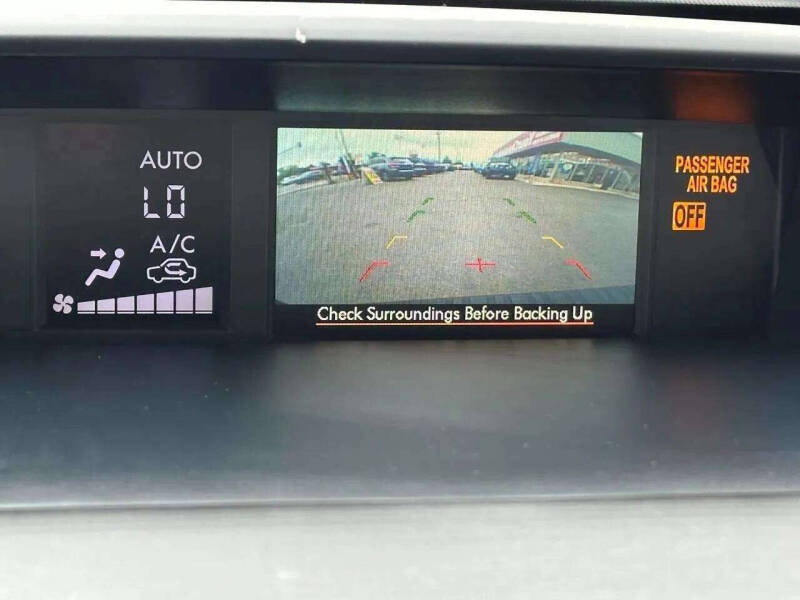 AUTO
LO
A/C
Check Surroundings Before Backing Up
PASSENGER
AIR BAG
OFF